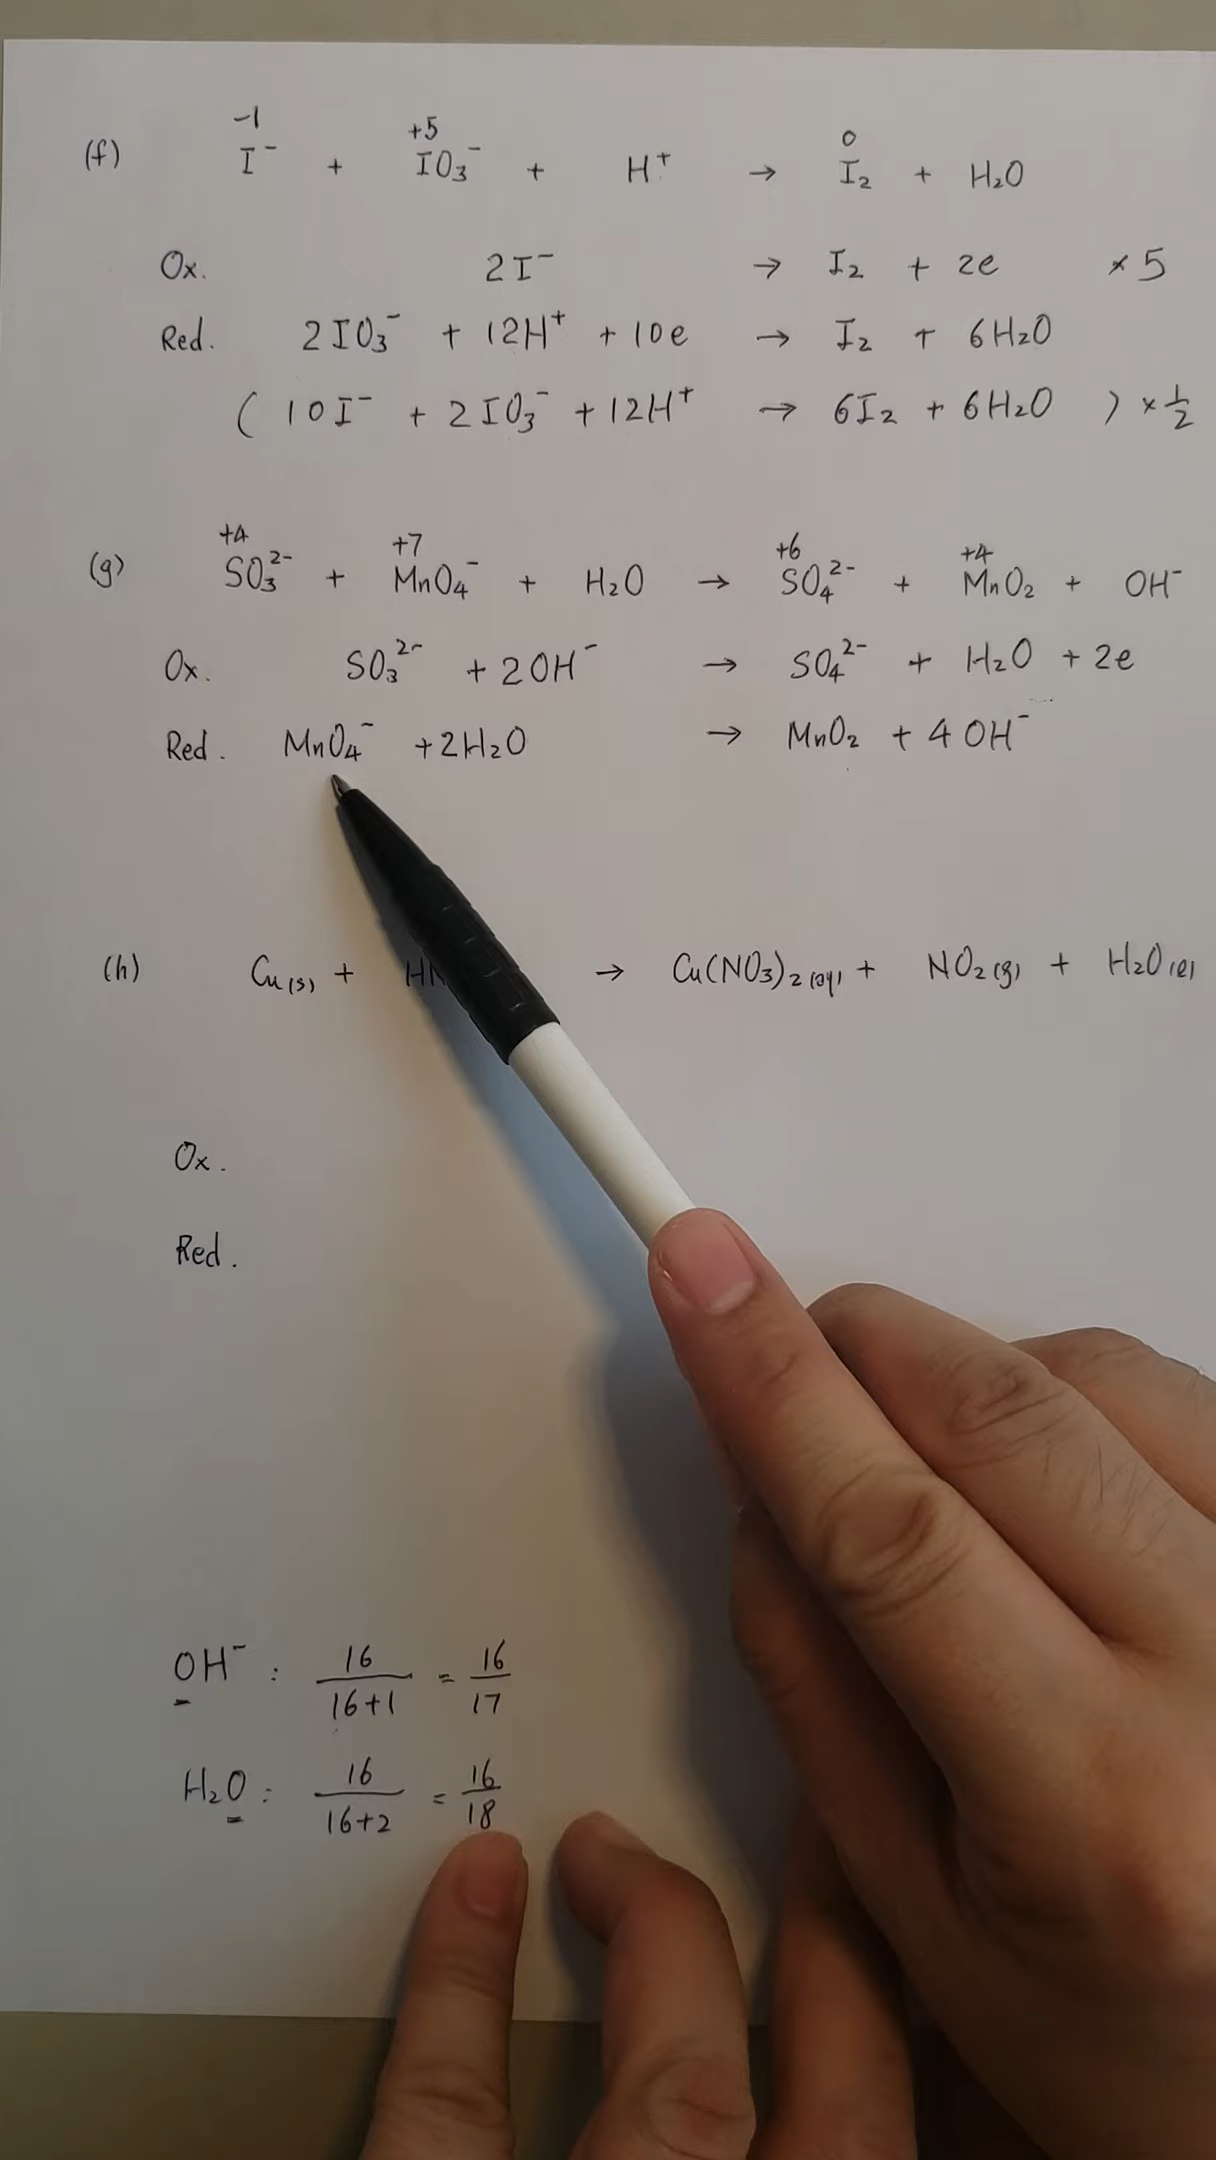 -1 +5 0
(f) I⁻ + IO₃⁻ + H⁺ → I₂ + H₂O
Ox. 2I⁻ → I₂ + 2e × 5
Red. 2IO₃⁻ + 12H⁺ + 10e → I₂ + 6H₂O
( 10I⁻ + 2IO₃⁻ + 12H⁺ → 6I₂ + 6H₂O ) × 1/2
+4 +7 +6 +4
(g) SO₃²⁻ + MnO₄⁻ + H₂O → SO₄²⁻ + MnO₂ + OH⁻
Ox. SO₃²⁻ + 2OH⁻ → SO₄²⁻ + H₂O + 2e
Red. MnO₄⁻ + 2H₂O → MnO₂ + 4OH⁻
(h) Cu(s) + → Cu(NO₃)₂(aq) + NO₂(g) + H₂O(l)
Ox.
Red.
OH⁻ : 16/(16+1) = 16/17
H₂O : 16/(16+2) = 16/18